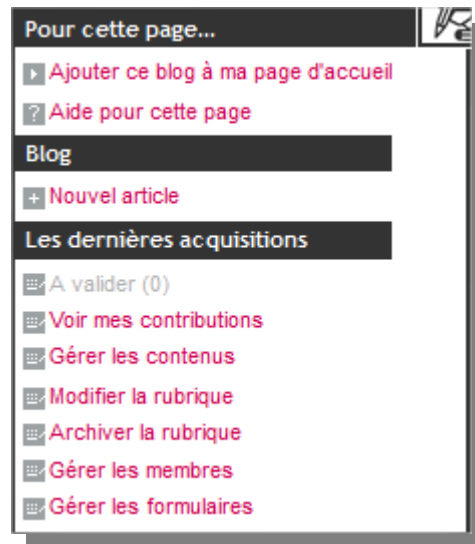 Pour cette page...
Ajouter ce blog à ma page d'accueil
? Aide pour cette page
Blog
+ Nouvel article
Les dernières acquisitions
A valider (0)
Voir mes contributions
Gérer les contenus
Modifier la rubrique
Archiver la rubrique
Gérer les membres
Gérer les formulaires